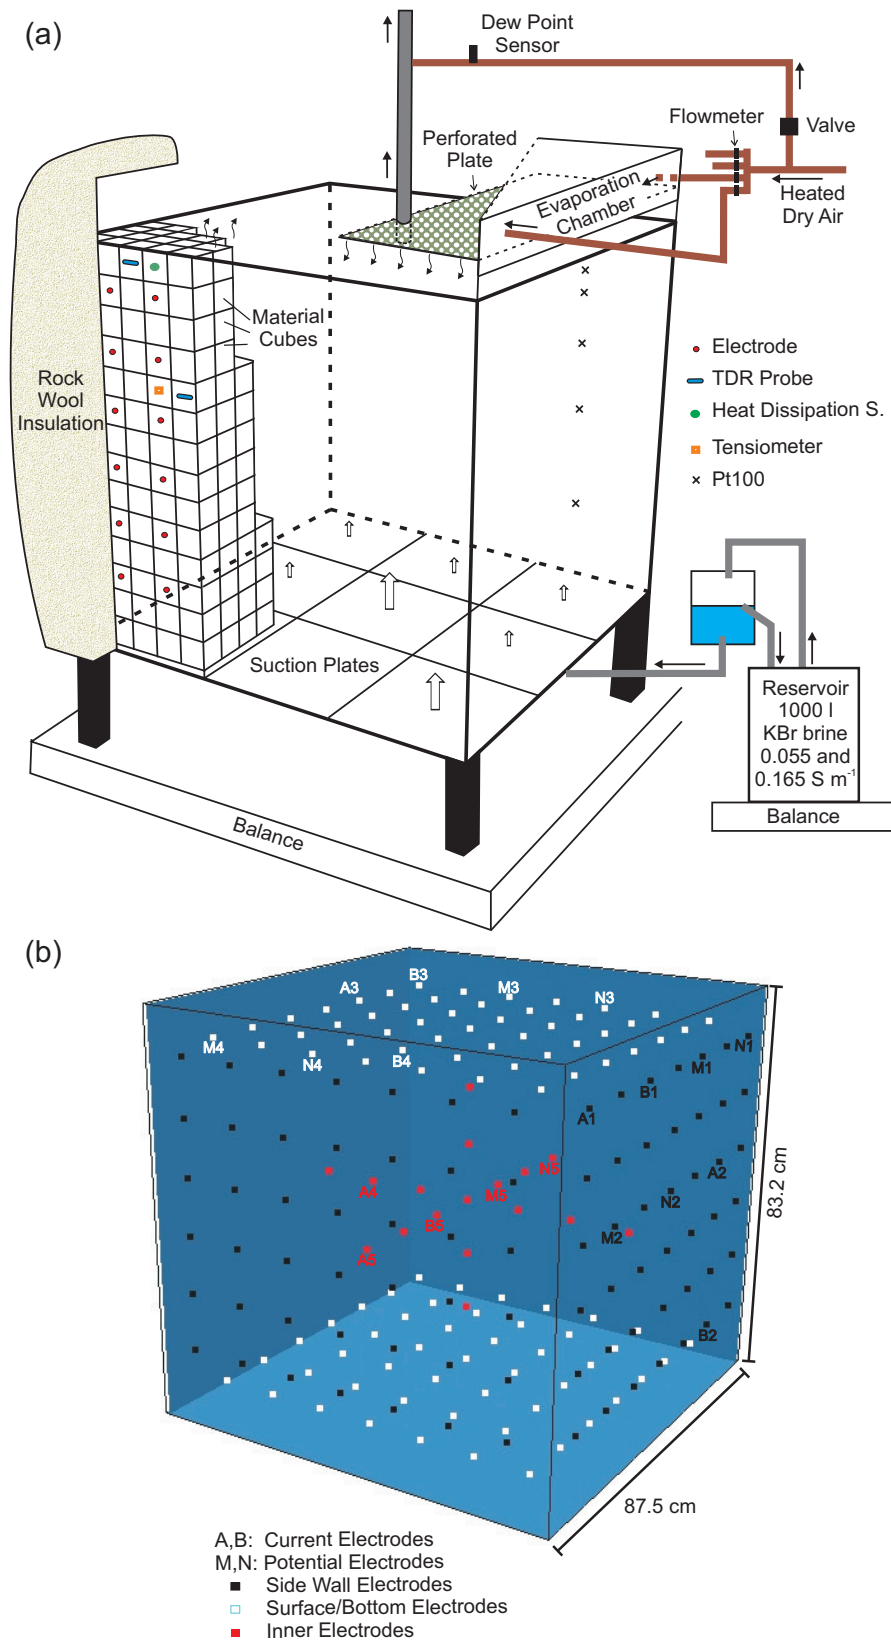 (a)
Dew Point
Sensor
Flowmeter
Valve
Perforated
Plate
Evaporation
Chamber
Heated
Dry Air
Material
Cubes
Rock
Wool
Insulation
Electrode
TDR Probe
Heat Dissipation S.
Tensiometer
Pt100
Suction Plates
Reservoir
1000 l
KBr brine
0.055 and
0.165 S m⁻¹
Balance
Balance
(b)
A3
B3
M3
N3
M4
N4
B4
N1
M1
B1
A1
A2
N2
M2
B2
A4
N5
M5
B5
A5
83.2 cm
87.5 cm
A,B: Current Electrodes
M,N: Potential Electrodes
Side Wall Electrodes
Surface/Bottom Electrodes
Inner Electrodes